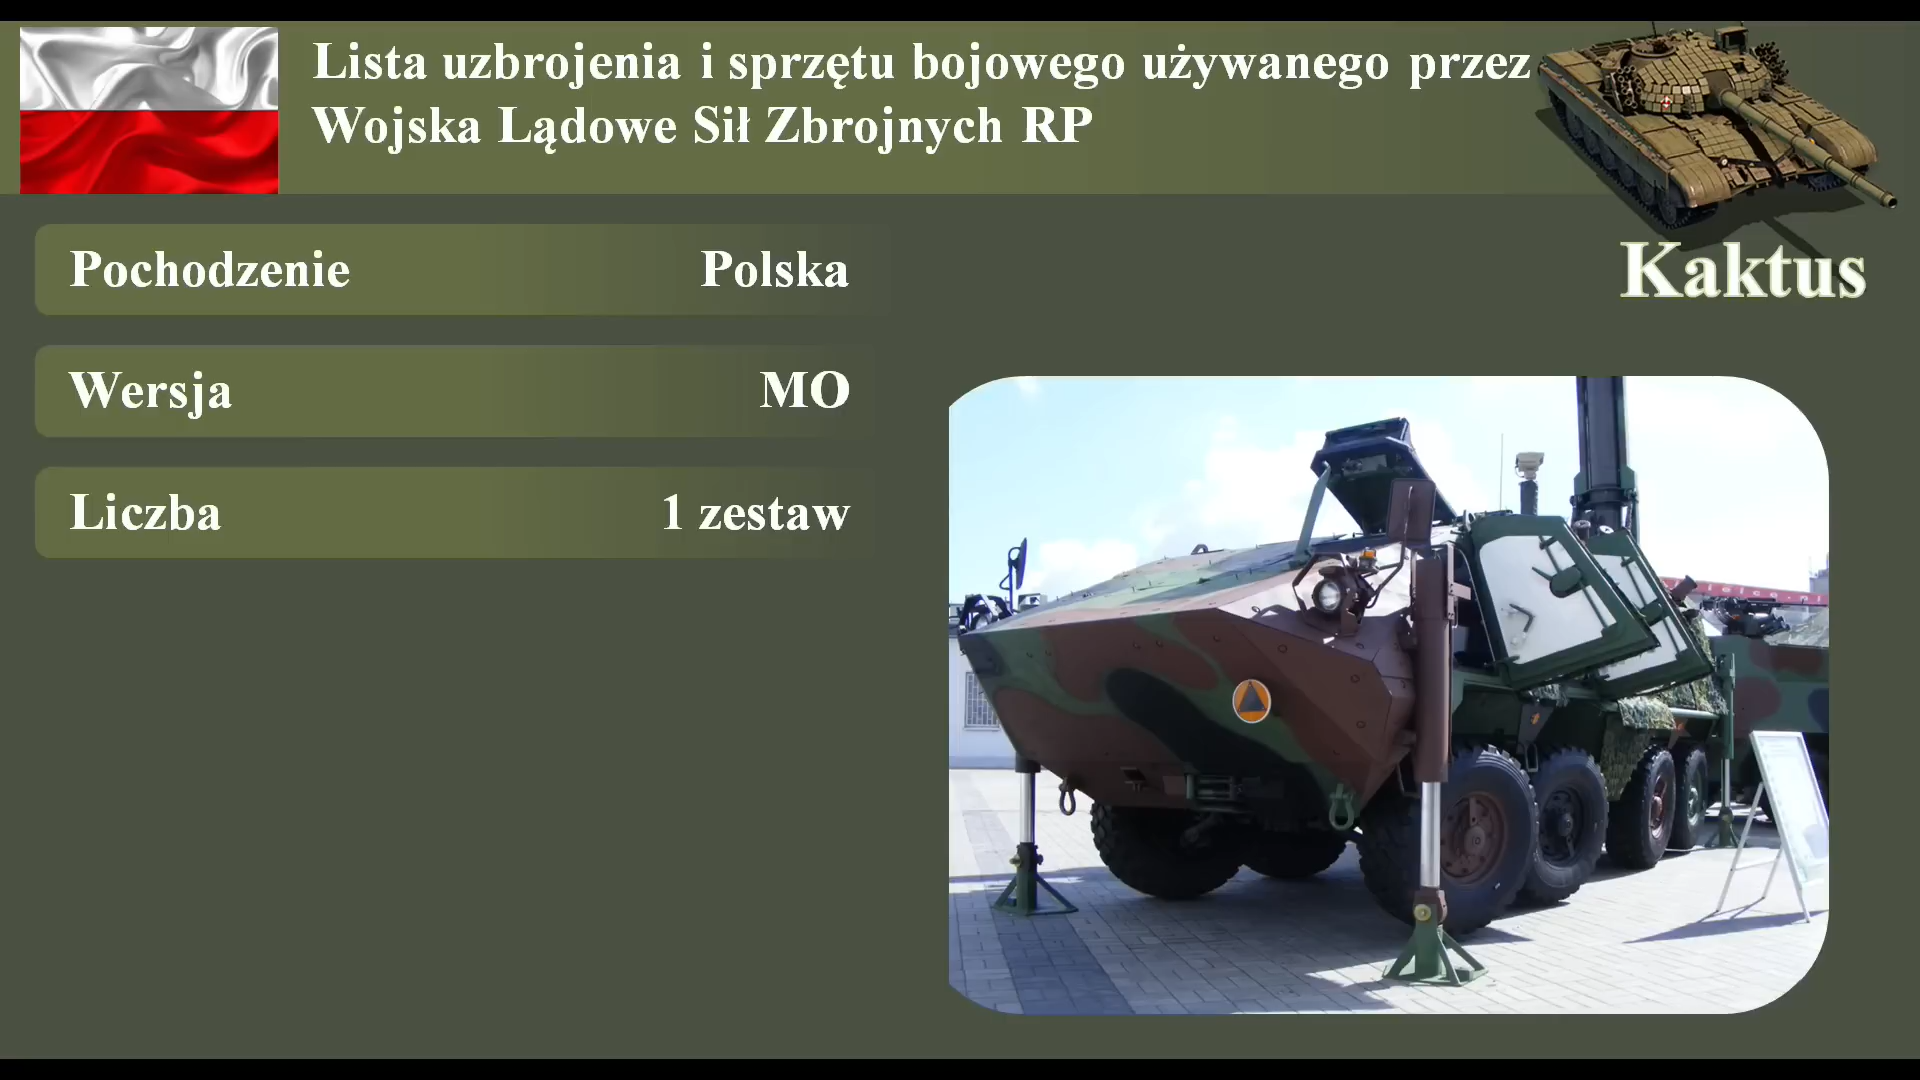 Lista uzbrojenia i sprzętu bojowego używanego przez
Wojska Lądowe Sił Zbrojnych RP
Kaktus
Pochodzenie Polska
Wersja MO
Liczba 1 zestaw